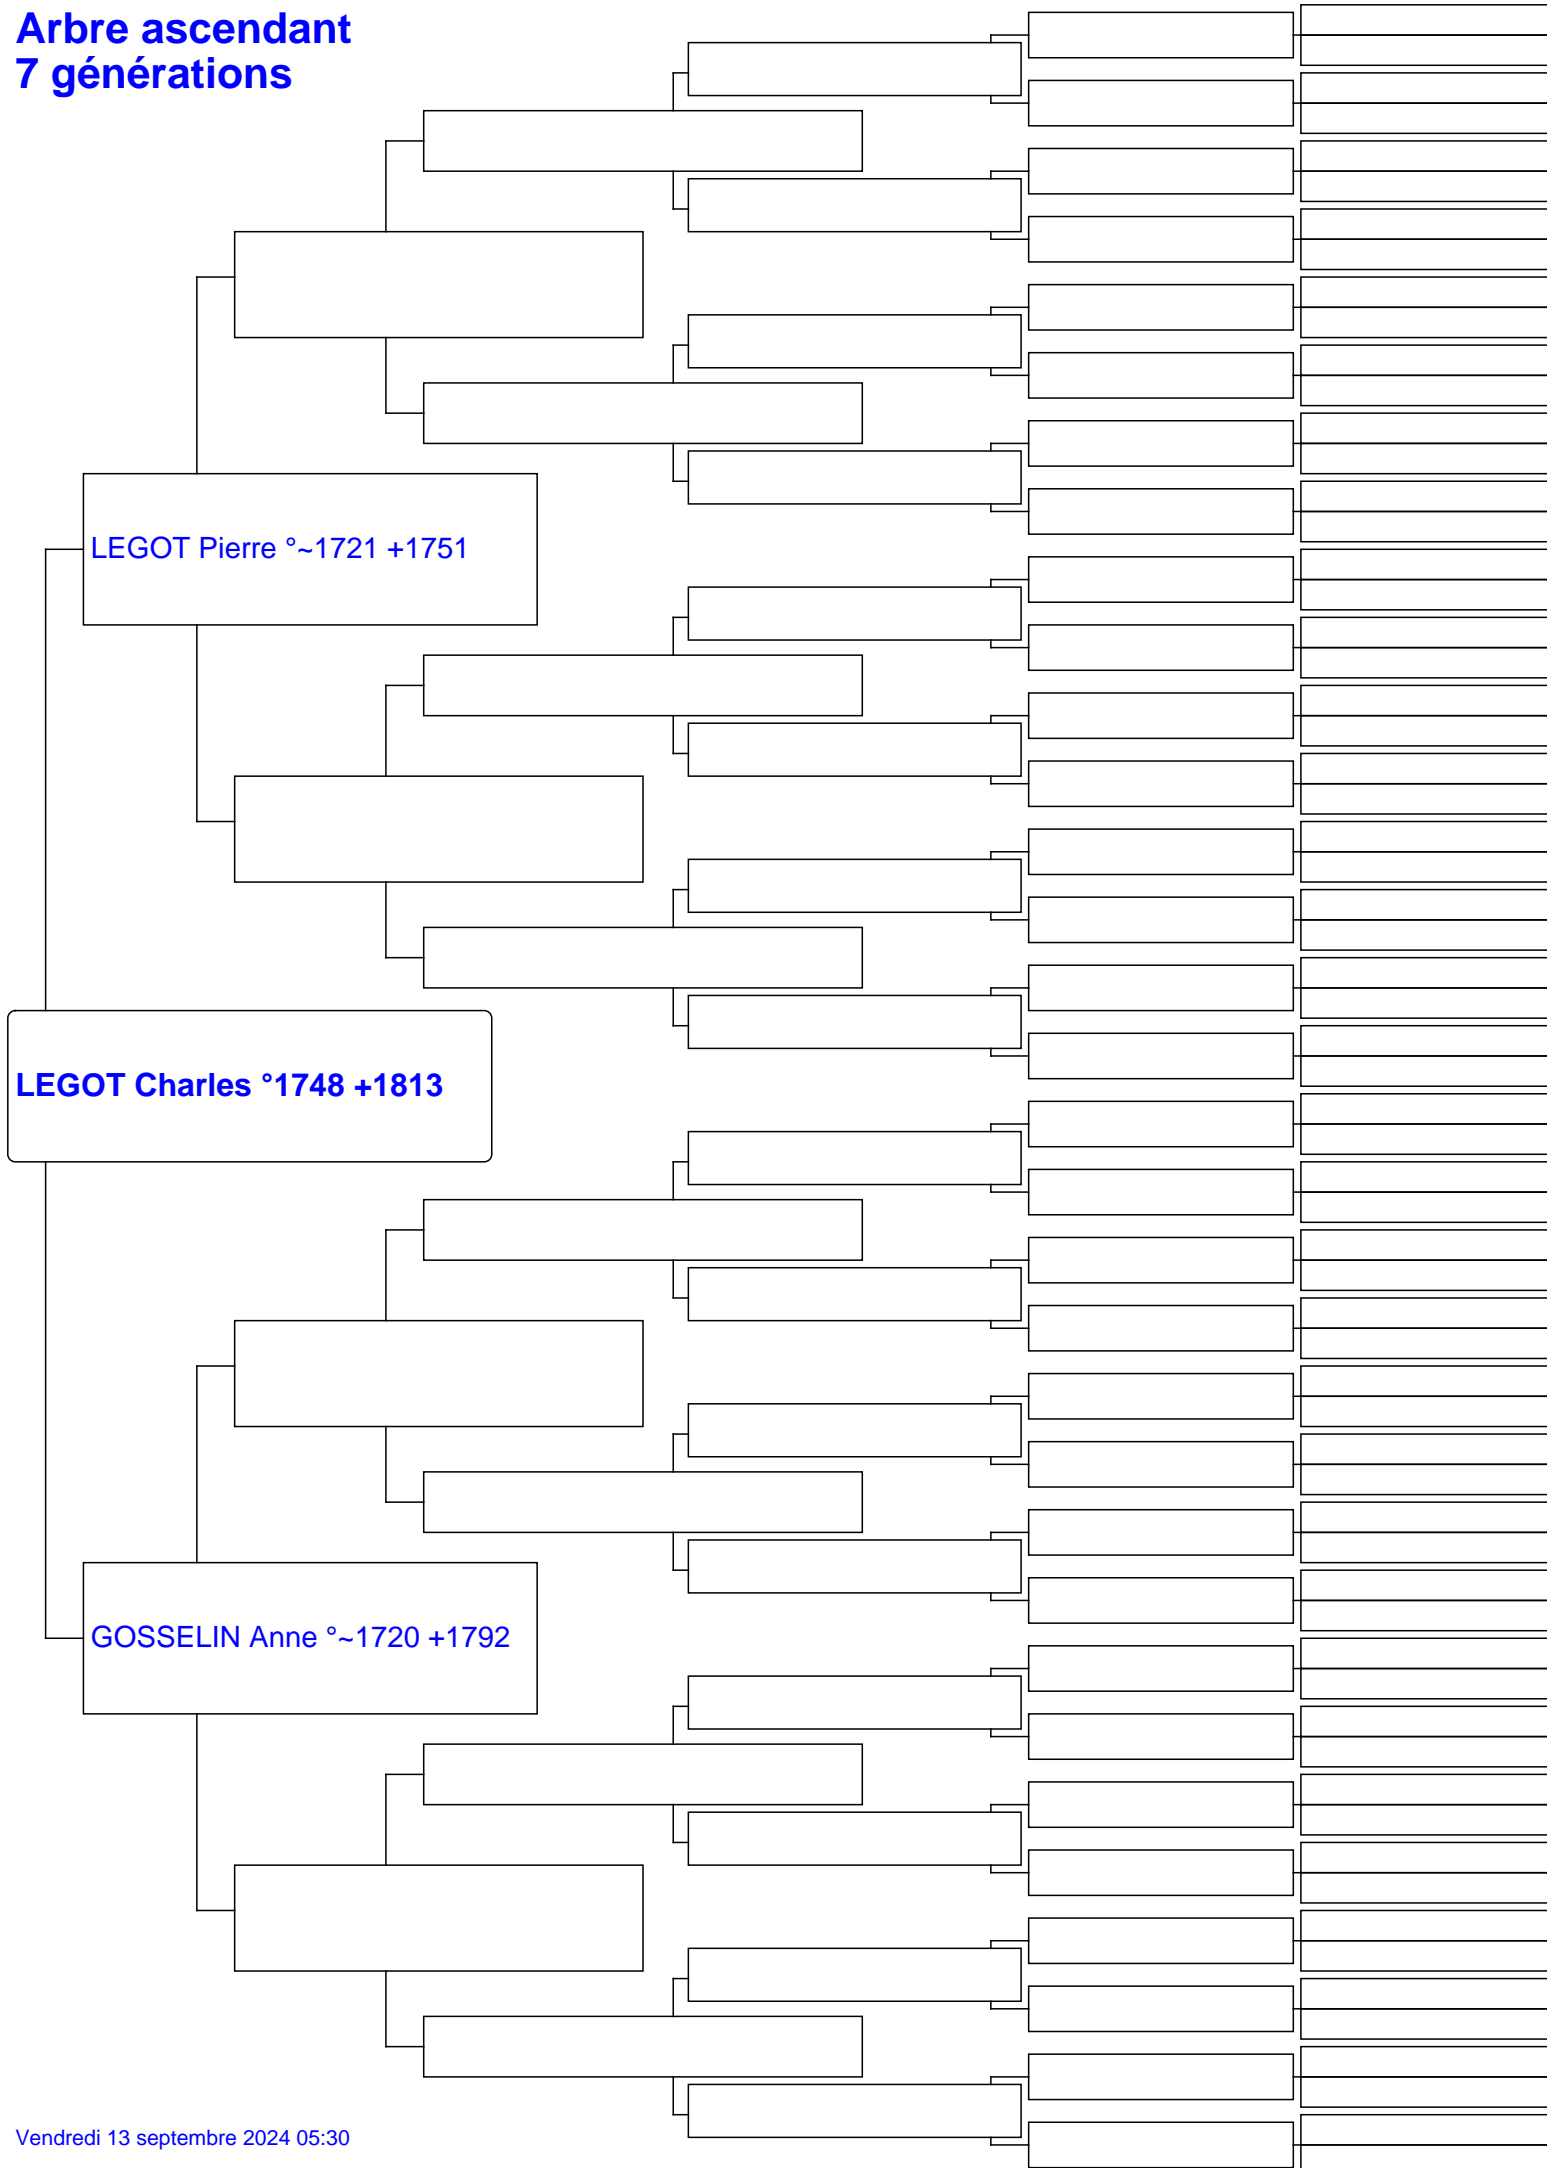 Arbre ascendant
7 générations
LEGOT Pierre °~1721 +1751
LEGOT Charles °1748 +1813
GOSSELIN Anne °~1720 +1792
Vendredi 13 septembre 2024 05:30